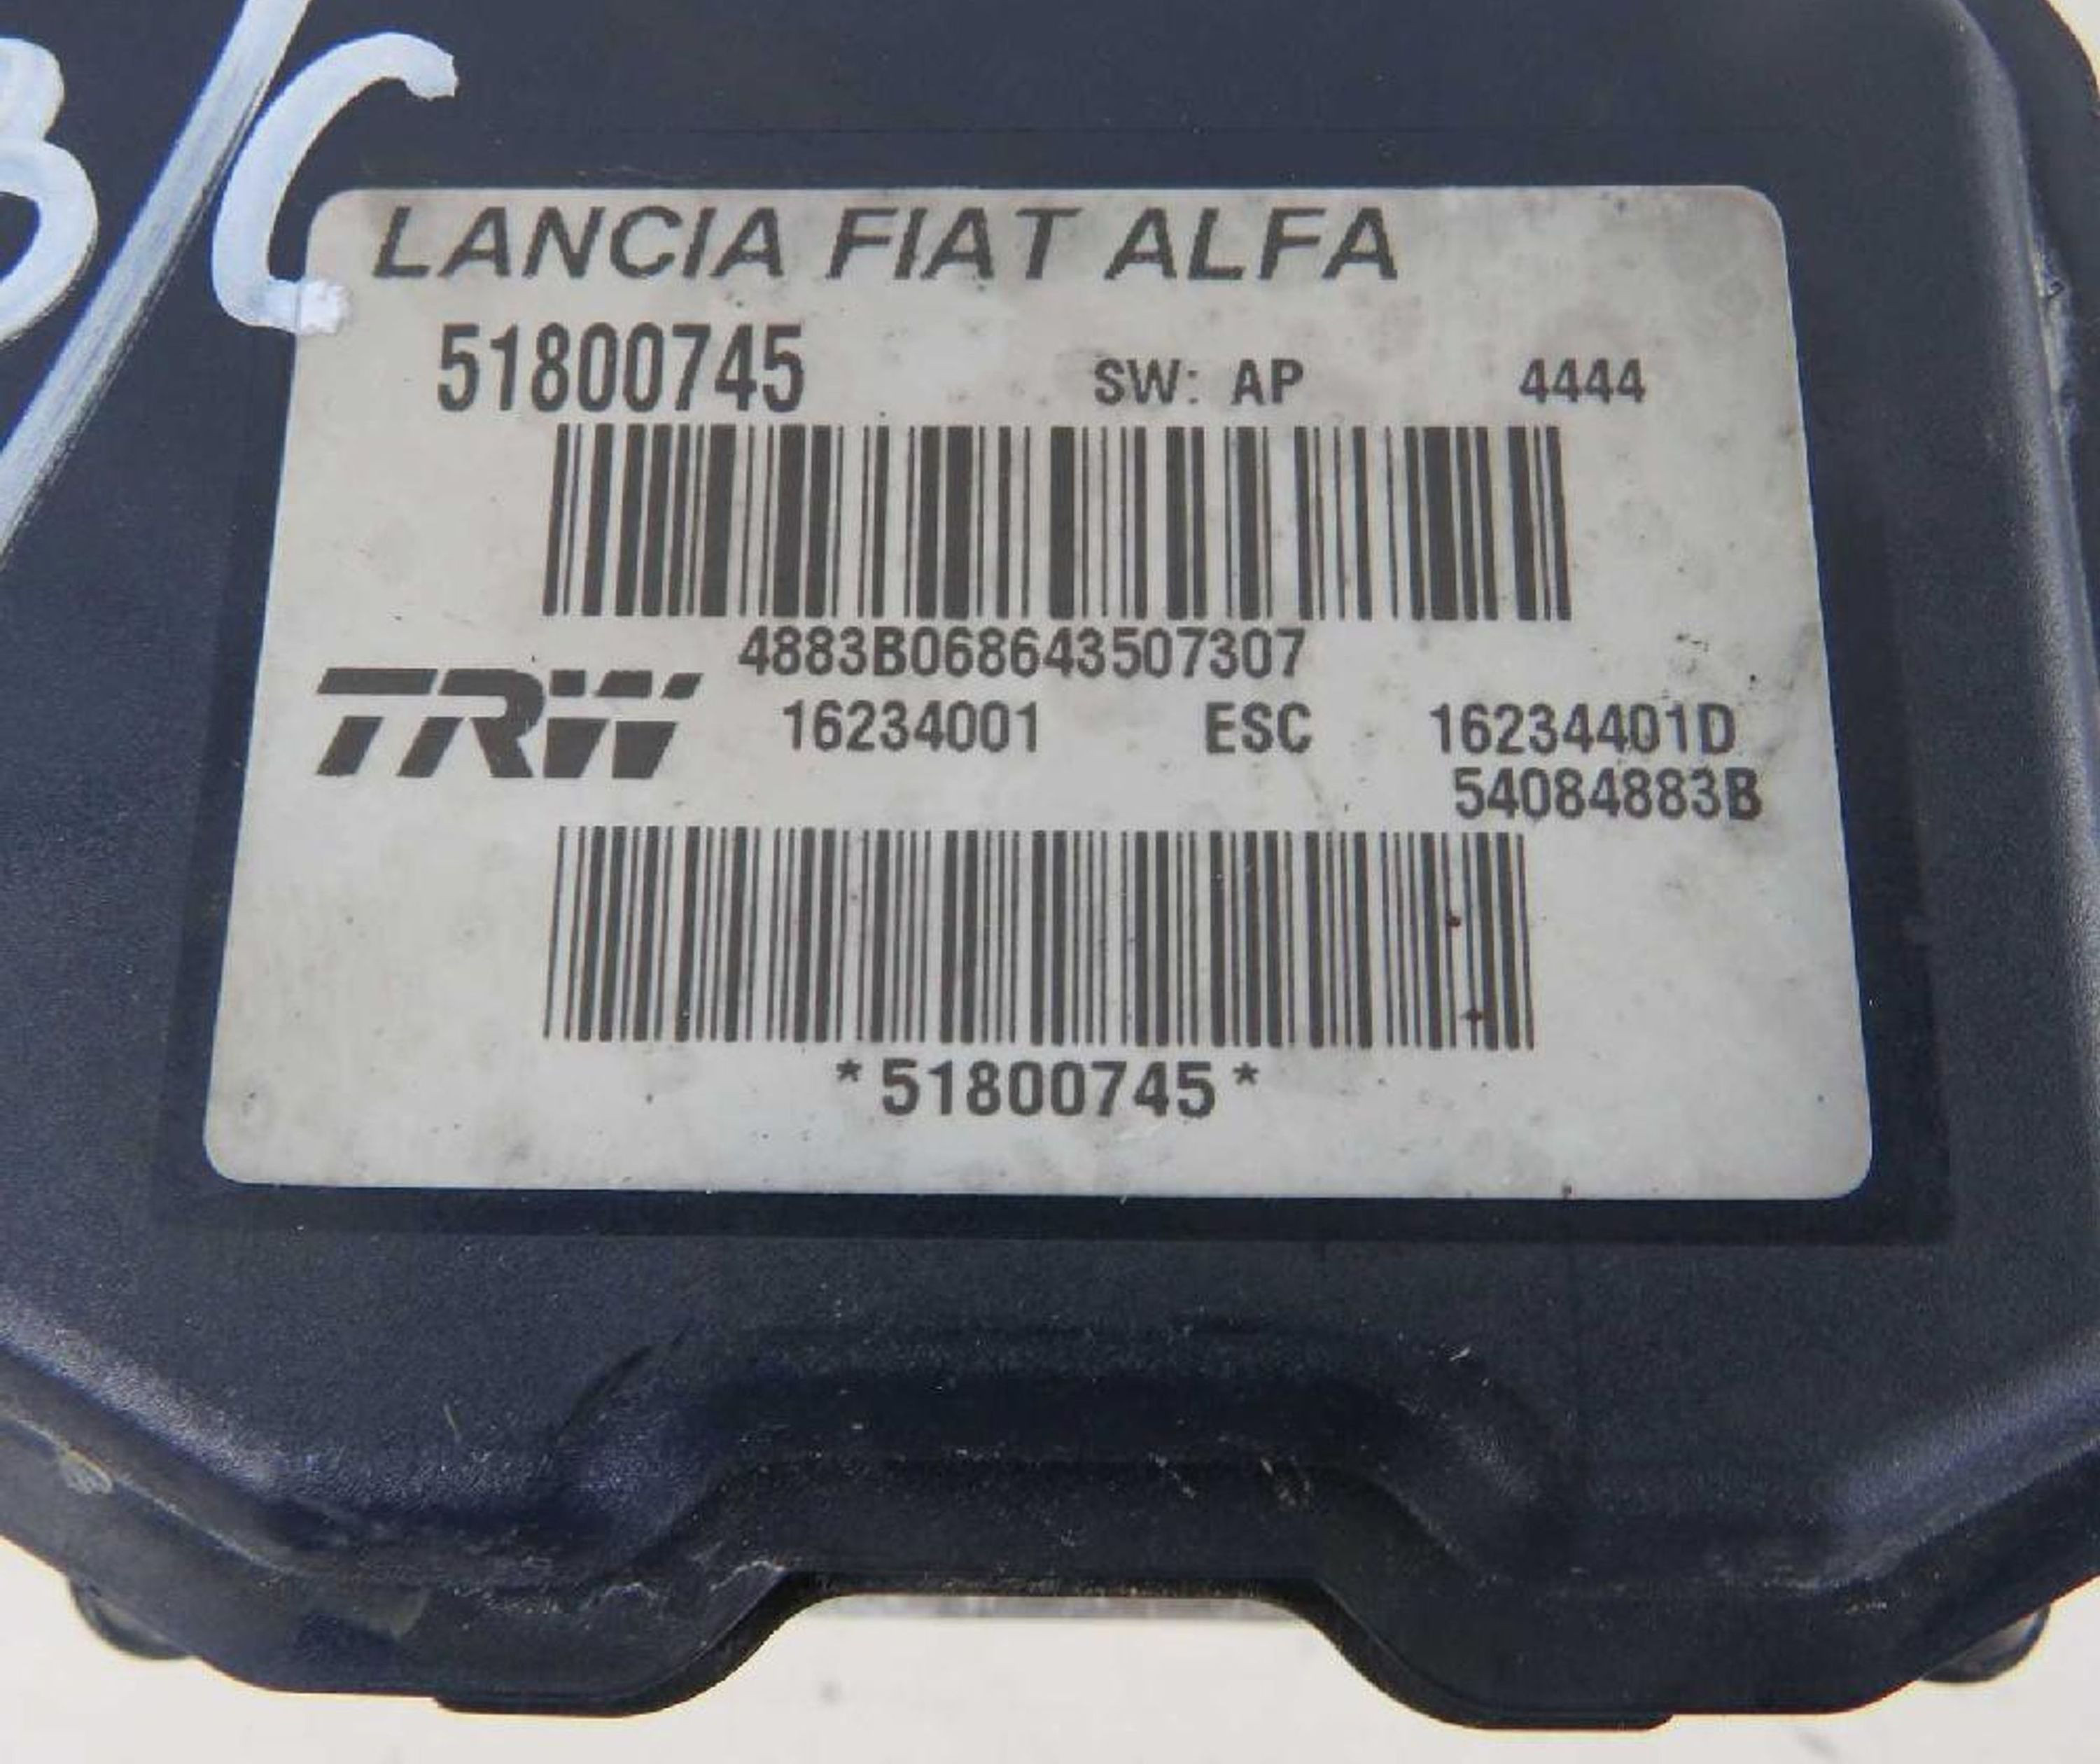 B/C
LANCIA FIAT ALFA
51800745 SW: AP 4444
4883B068643507307
TRW 16234001 ESC 16234401D
54084883B
*51800745*